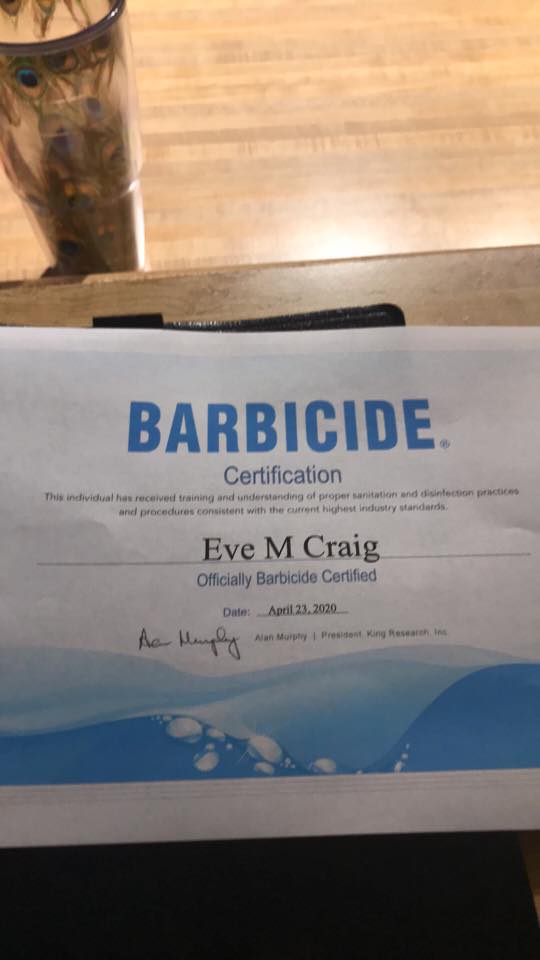 BARBICIDE®
Certification
This individual has received training and understanding of proper sanitation and disinfection practices
and procedures consistent with the current highest industry standards.
Eve M Craig
Officially Barbicide Certified
Date: April 23, 2020
Alan Murphy | President, King Research, Inc.